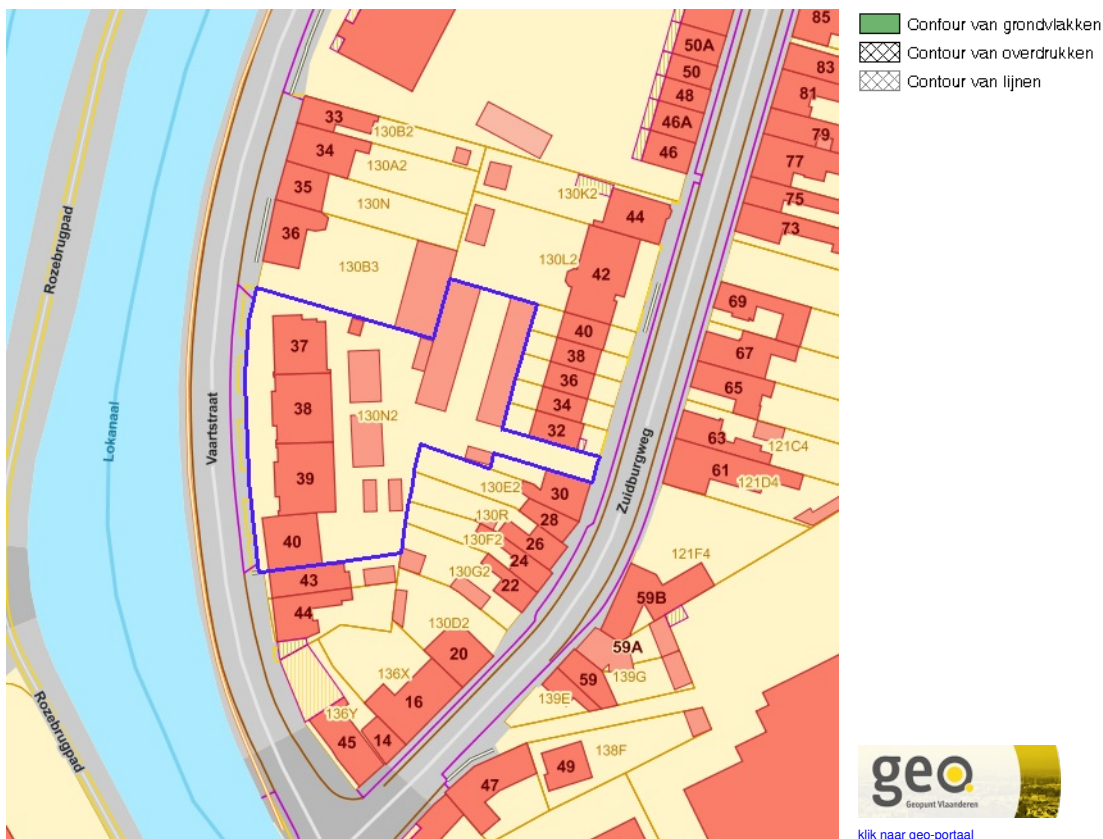 85
50A
50
83
48
81
46A
33
79
130B2
46
34
77
130A2
35
130K2
75
130N
44
73
36
Rozebrugpad
130L2
130B3
42
69
37
40
67
38
36
65
38
34
130N2
32
63
Lokanaal
Vaartstraat
121C4
61
39
121D4
130E2
30
Zuidburgweg
130R
28
40
130F2
26
24
121F4
130G2
22
43
59B
44
130D2
59A
20
136X
139G
59
16
139E
136Y
Rozebrugpad
14
45
138F
49
47
Contour van grondvlakken
Contour van overdrukken
Contour van lijnen
geo
Geopunt Vlaanderen
klik naar geo-portaal